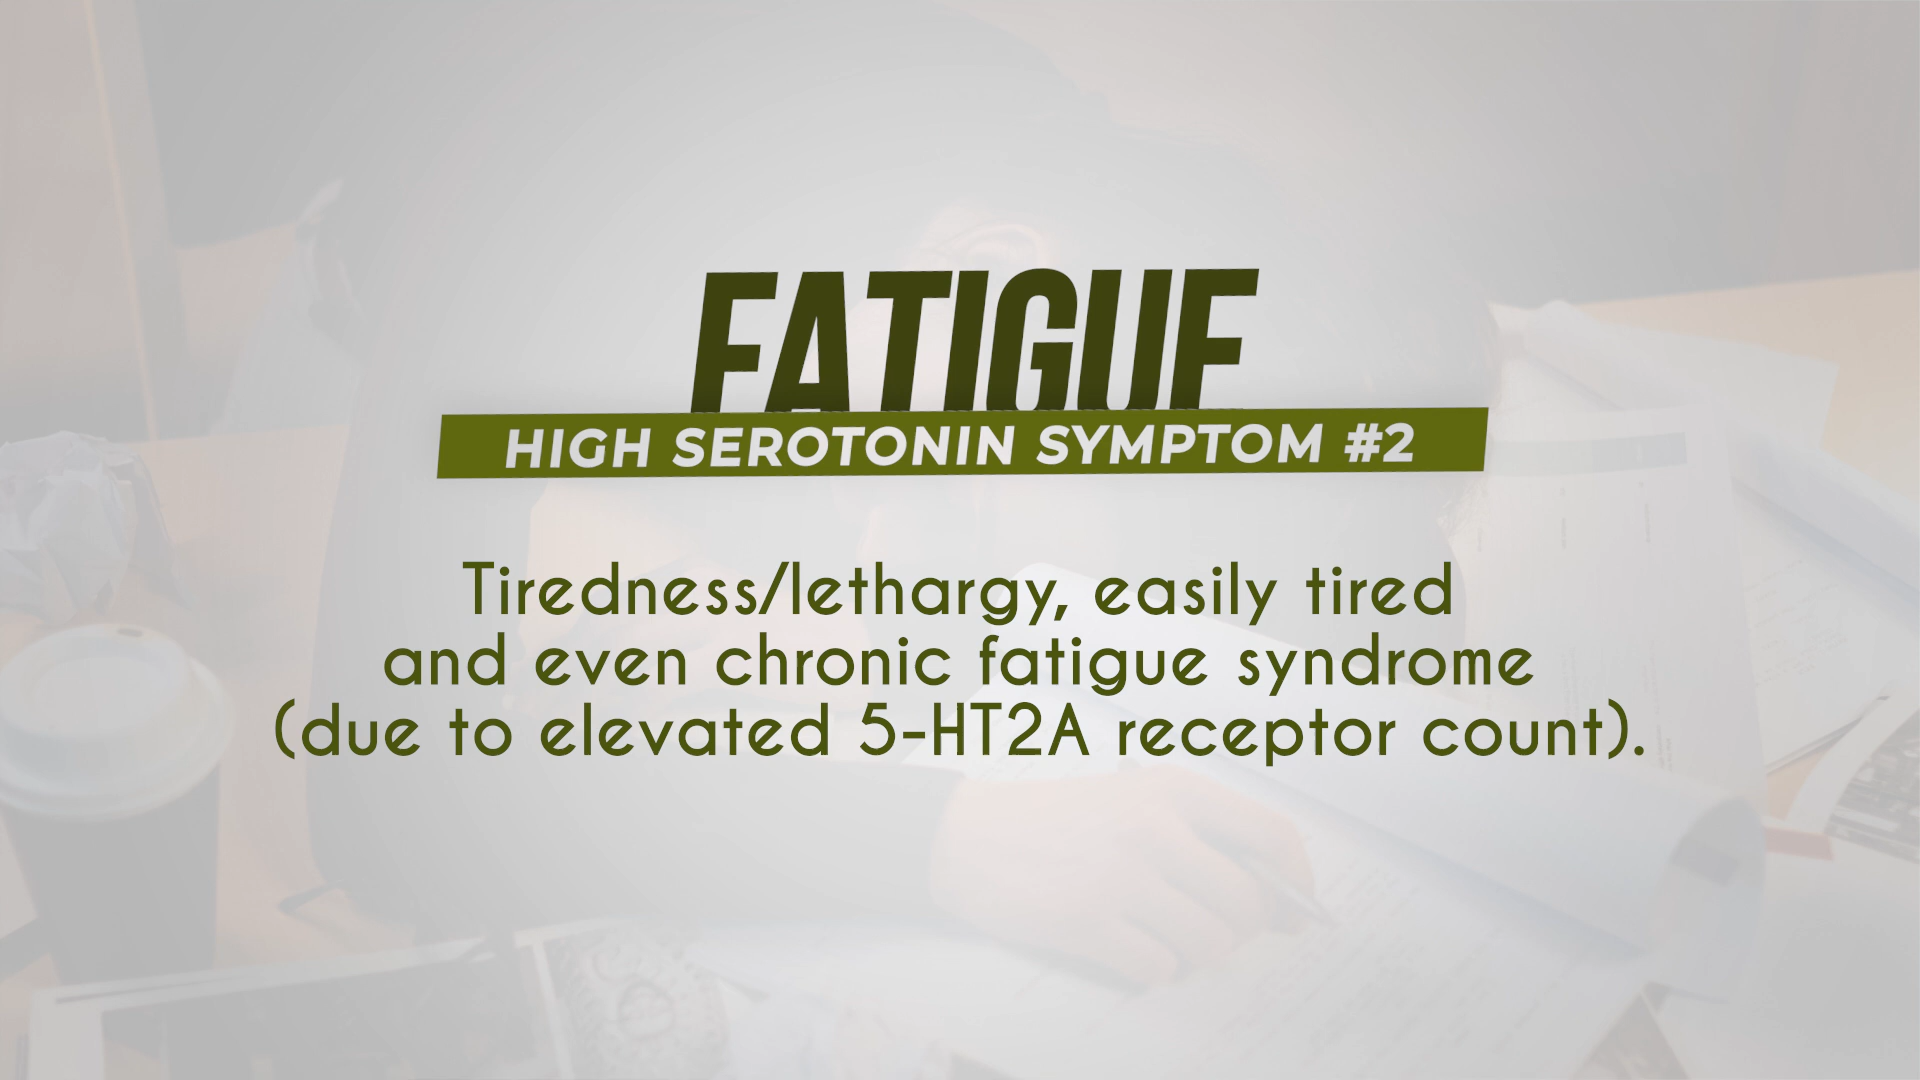 FATIGUE
HIGH SEROTONIN SYMPTOM #2
Tiredness/lethargy, easily tired
and even chronic fatigue syndrome
(due to elevated 5-HT2A receptor count).